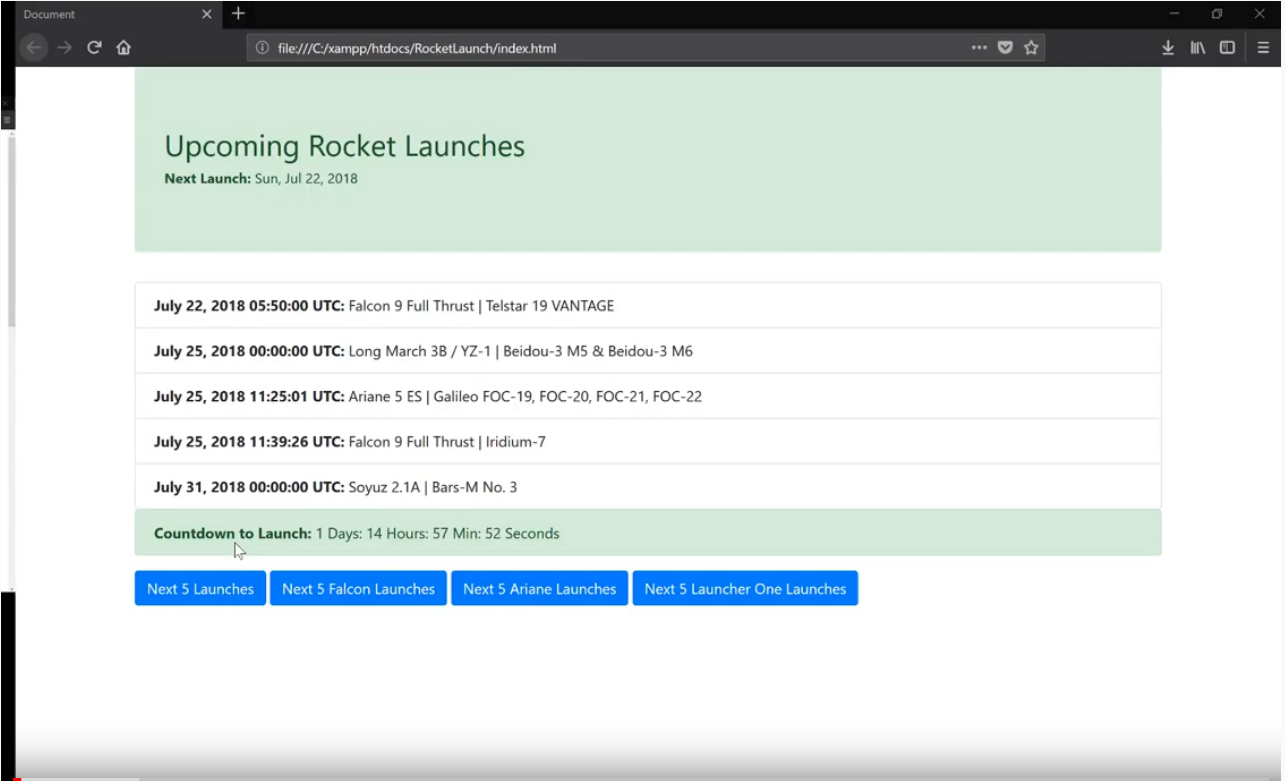 Document
file:///C:/xampp/htdocs/RocketLaunch/index.html
Upcoming Rocket Launches
Next Launch: Sun, Jul 22, 2018
July 22, 2018 05:50:00 UTC: Falcon 9 Full Thrust | Telstar 19 VANTAGE
July 25, 2018 00:00:00 UTC: Long March 3B / YZ-1 | Beidou-3 M5 & Beidou-3 M6
July 25, 2018 11:25:01 UTC: Ariane 5 ES | Galileo FOC-19, FOC-20, FOC-21, FOC-22
July 25, 2018 11:39:26 UTC: Falcon 9 Full Thrust | Iridium-7
July 31, 2018 00:00:00 UTC: Soyuz 2.1A | Bars-M No. 3
Countdown to Launch: 1 Days: 14 Hours: 57 Min: 52 Seconds
Next 5 Launches Next 5 Falcon Launches Next 5 Ariane Launches Next 5 Launcher One Launches